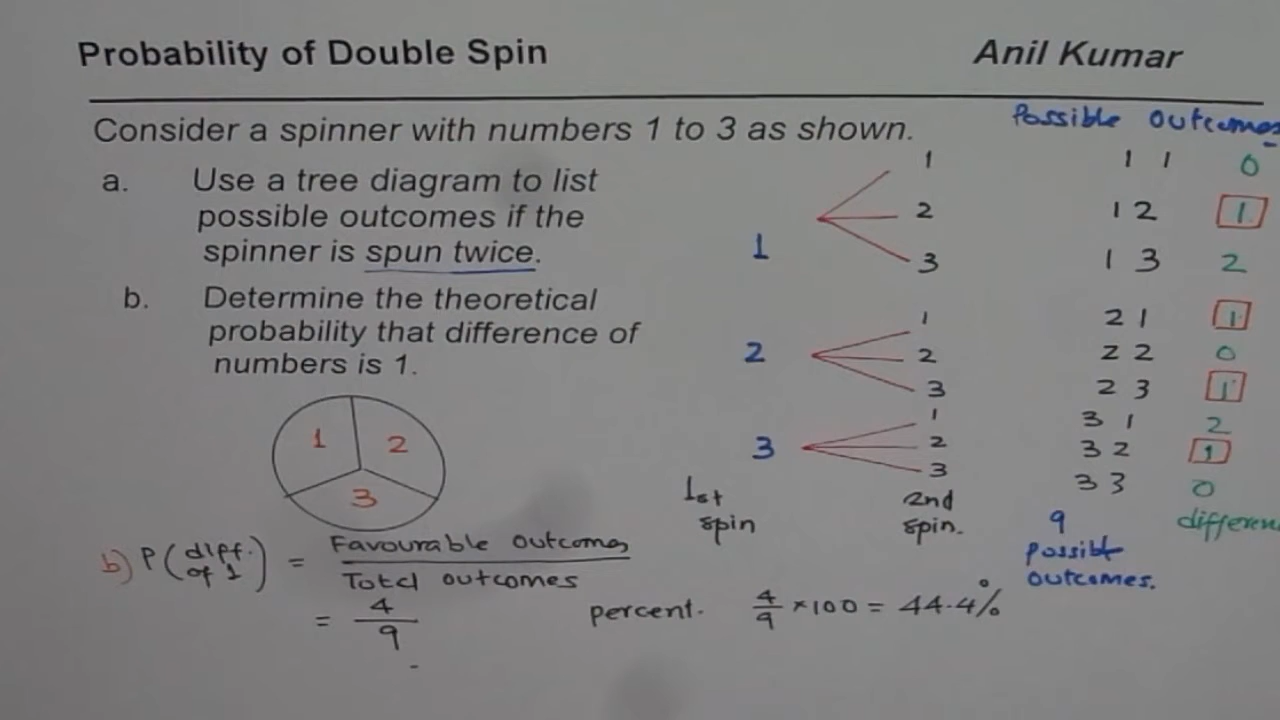 Probability of Double Spin
Anil Kumar
Consider a spinner with numbers 1 to 3 as shown.
a. Use a tree diagram to list
possible outcomes if the
spinner is spun twice.
b. Determine the theoretical
probability that difference of
numbers is 1.
1
2
3
Possible outcomes
1
1
2
3
1 1 0
1 2 1
1 3 2
2
1
2
3
2 1 1
2 2 0
2 3 1
3
1
2
3
3 1 2
3 2 1
3 3 0
1st
spin
2nd
spin.
9
possible
outcomes.
differen
b) P(diff. of 1) = Favourable outcomes
Total outcomes
= 4
9
percent. 4/9 × 100 = 44.4%